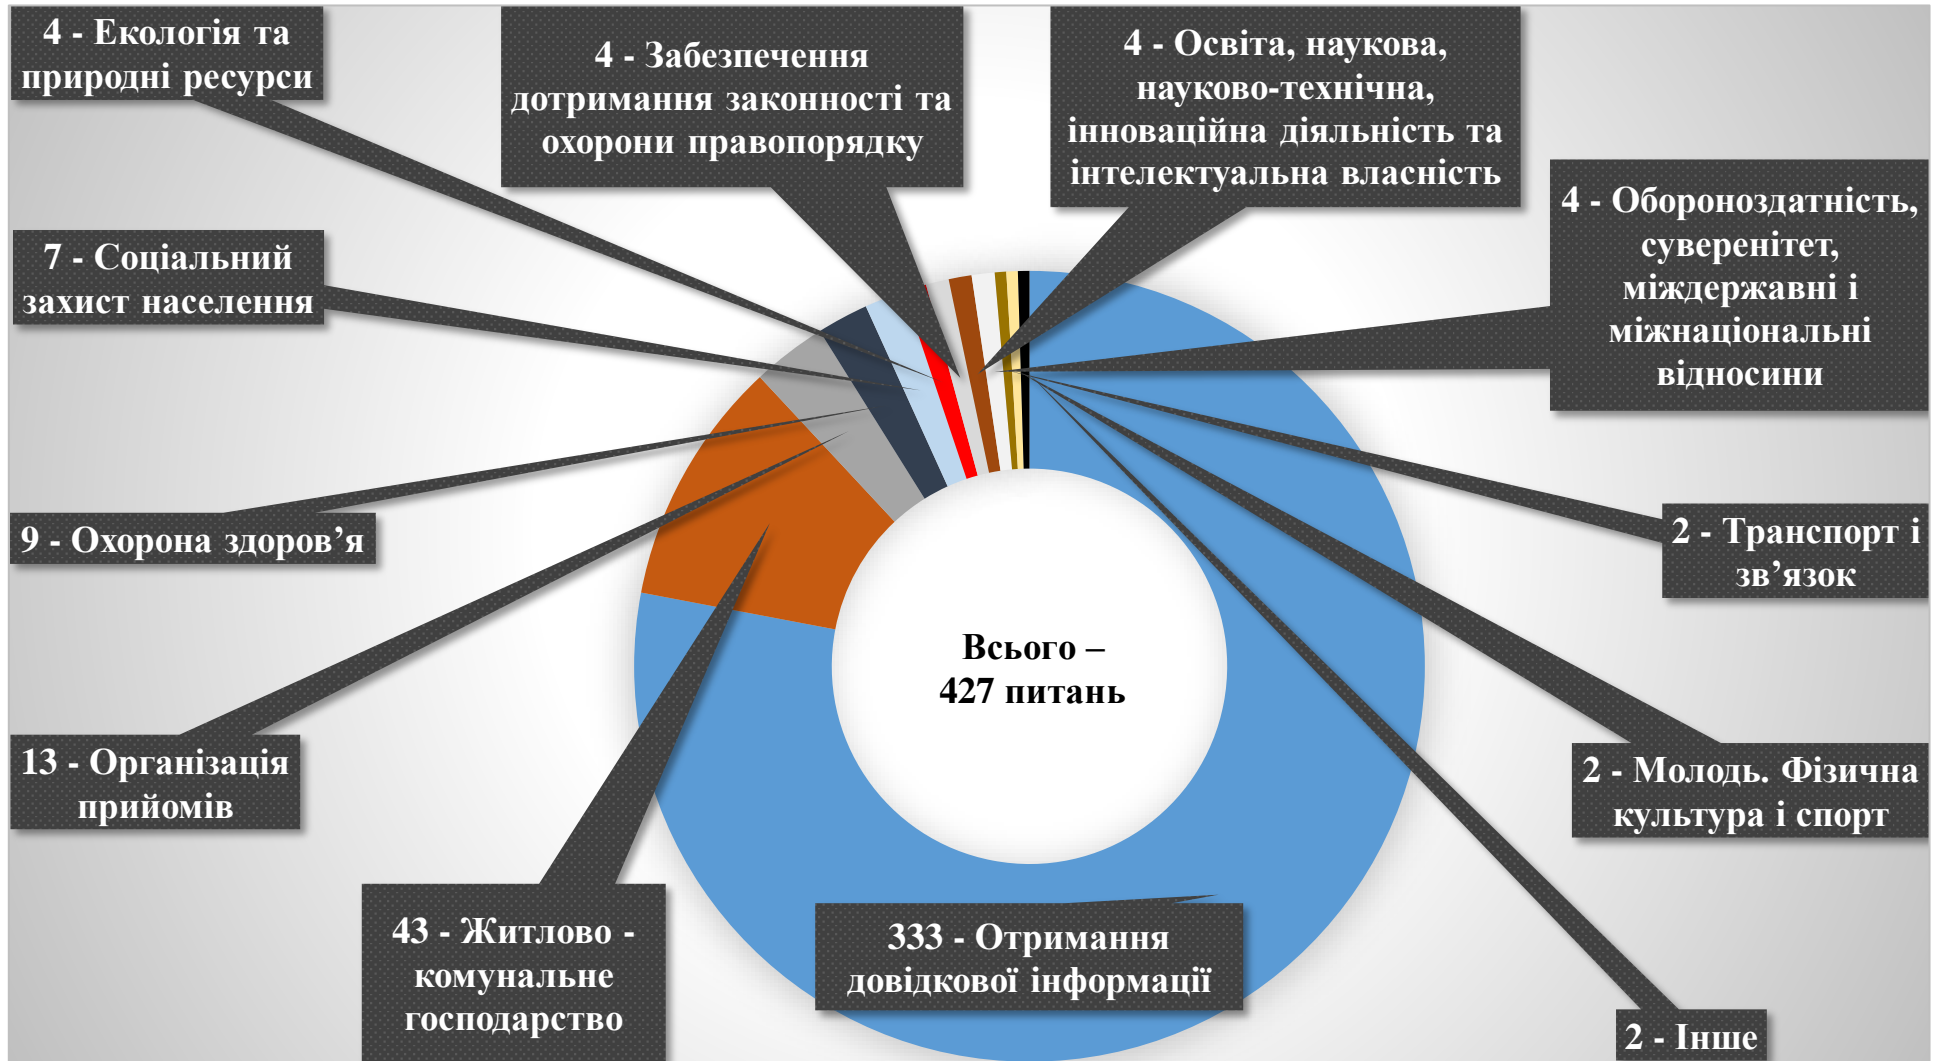 4 - Екологія та
природні ресурси
4 - Забезпечення
дотримання законності та
охорони правопорядку
4 - Освіта, наукова,
науково-технічна,
інноваційна діяльність та
інтелектуальна власність
4 - Обороноздатність,
суверенітет,
міждержавні і
міжнаціональні
відносини
7 - Соціальний
захист населення
9 - Охорона здоров’я
2 - Транспорт і
зв’язок
Всього –
427 питань
13 - Організація
прийомів
2 - Молодь. Фізична
культура і спорт
43 - Житлово -
комунальне
господарство
333 - Отримання
довідкової інформації
2 - Інше